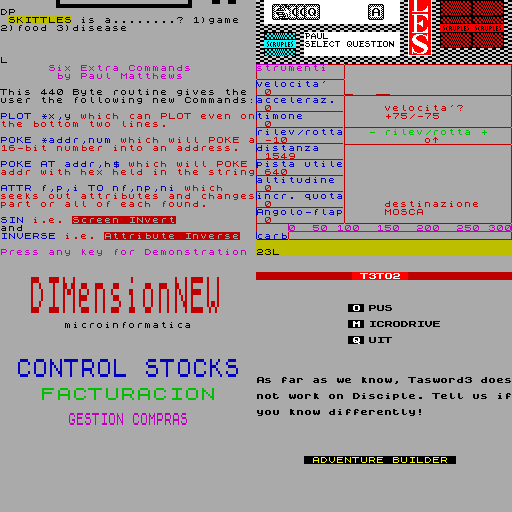 DP
SKITTLES is a........? 1)game
2)food 3)disease
L
Six Extra Commands
by Paul Matthews
This 440 Byte routine gives the
user the following new Commands:
PLOT *x,y which can PLOT even on
the bottom two lines.
POKE *addr,num which will POKE a
16-bit number into an address.
POKE AT addr,h$ which will POKE
addr with hex held in the string
ATTR f,p,i TO nf,np,ni which
seeks out attributes and changes
part or all of each found.
SIN i.e. Screen INvert
and
INVERSE i.e. Attribute Inverse
Press any key for Demonstration
A
SCRUPLES
PAUL
SELECT QUESTION
LES
SCRUPLES SCRUPLES
strumenti
velocita'
0
acceleraz.
0
timone
0
rilev/rotta
-10
distanza
1549
pista utile
640
altitudine
0
incr. quota
0
Angolo-flap
0
carb
velocita'?
+75/-75
- rilev/rotta +
o↑
destinazione
MOSCA
0 50 100 150 200 250 300
23L
DIMensionNEW
microinformatica
CONTROL STOCKS
FACTURACION
GESTION COMPRAS
T3TO2
O PUS
M ICRODRIVE
Q UIT
As far as we know, Tasword3 does
not work on Disciple. Tell us if
you know differently!
ADVENTURE BUILDER